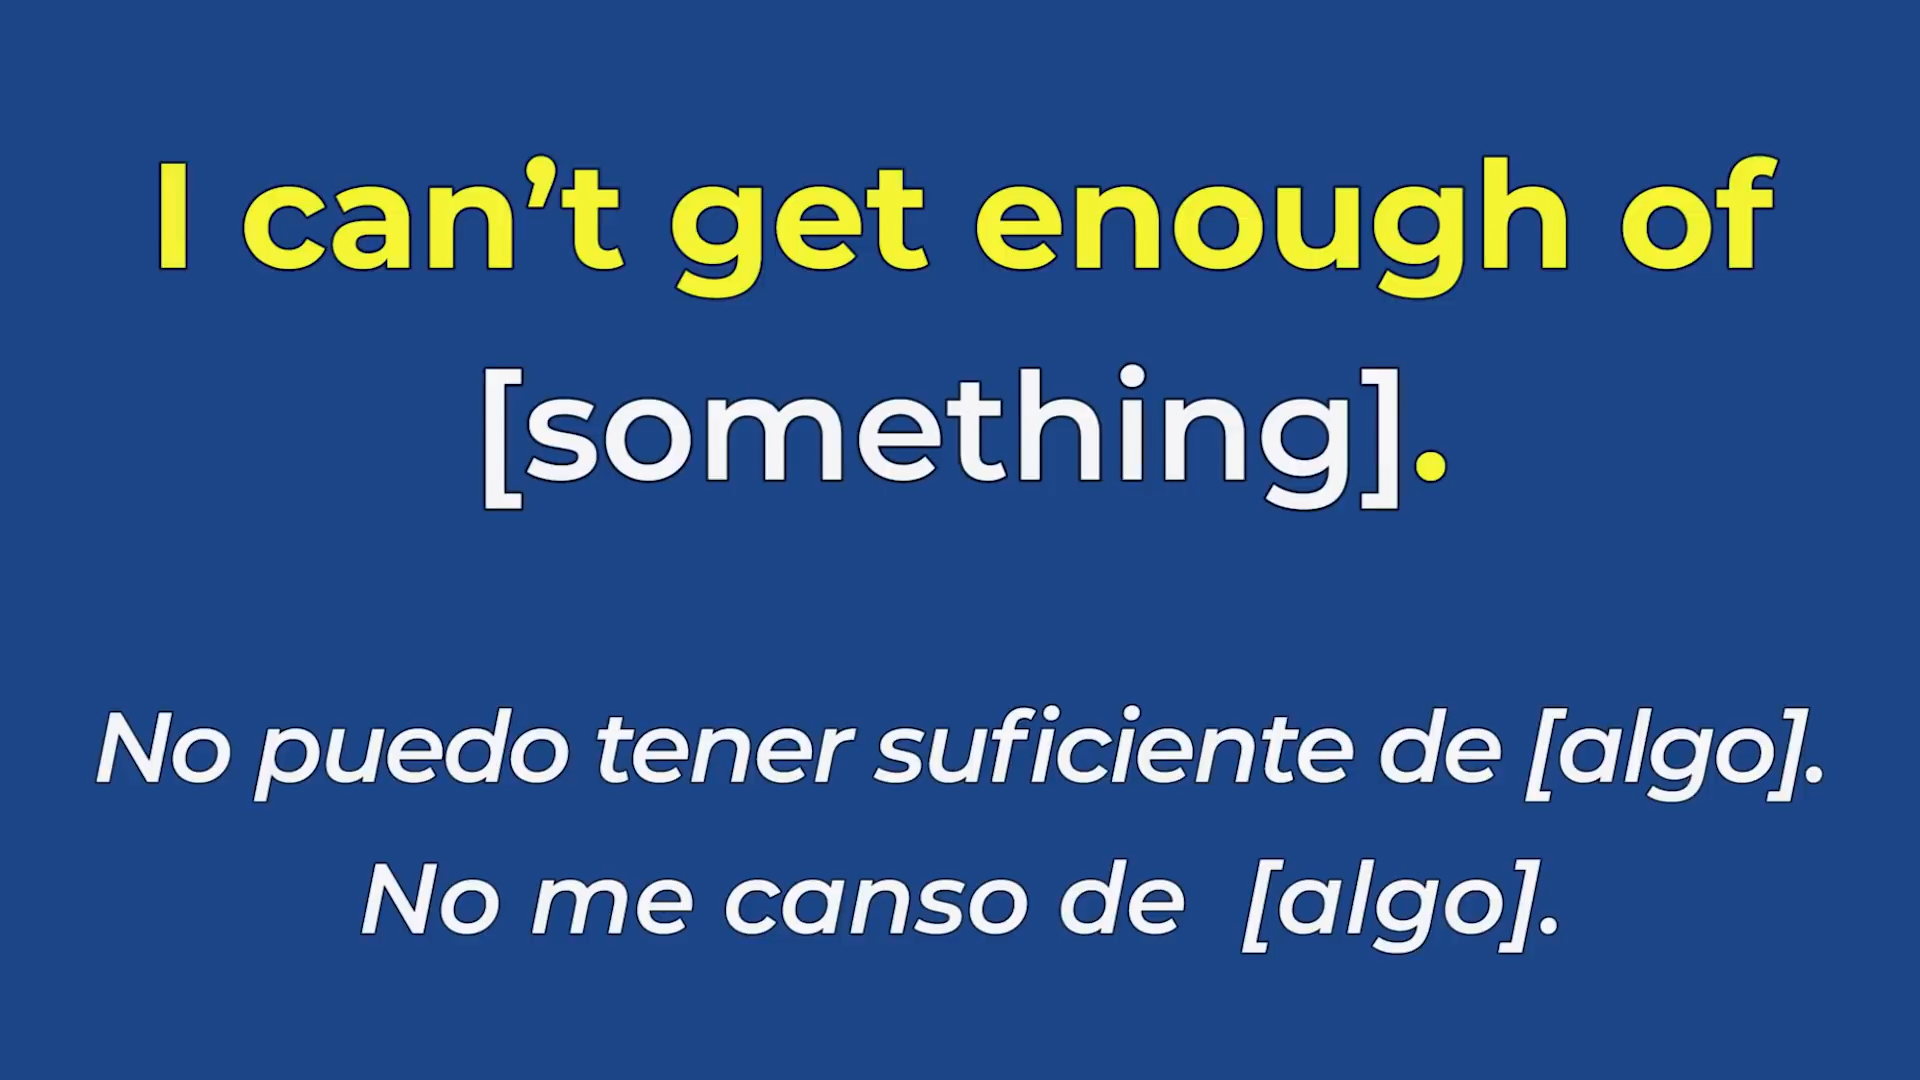 I can’t get enough of
[something].
No puedo tener suficiente de [algo].
No me canso de  [algo].